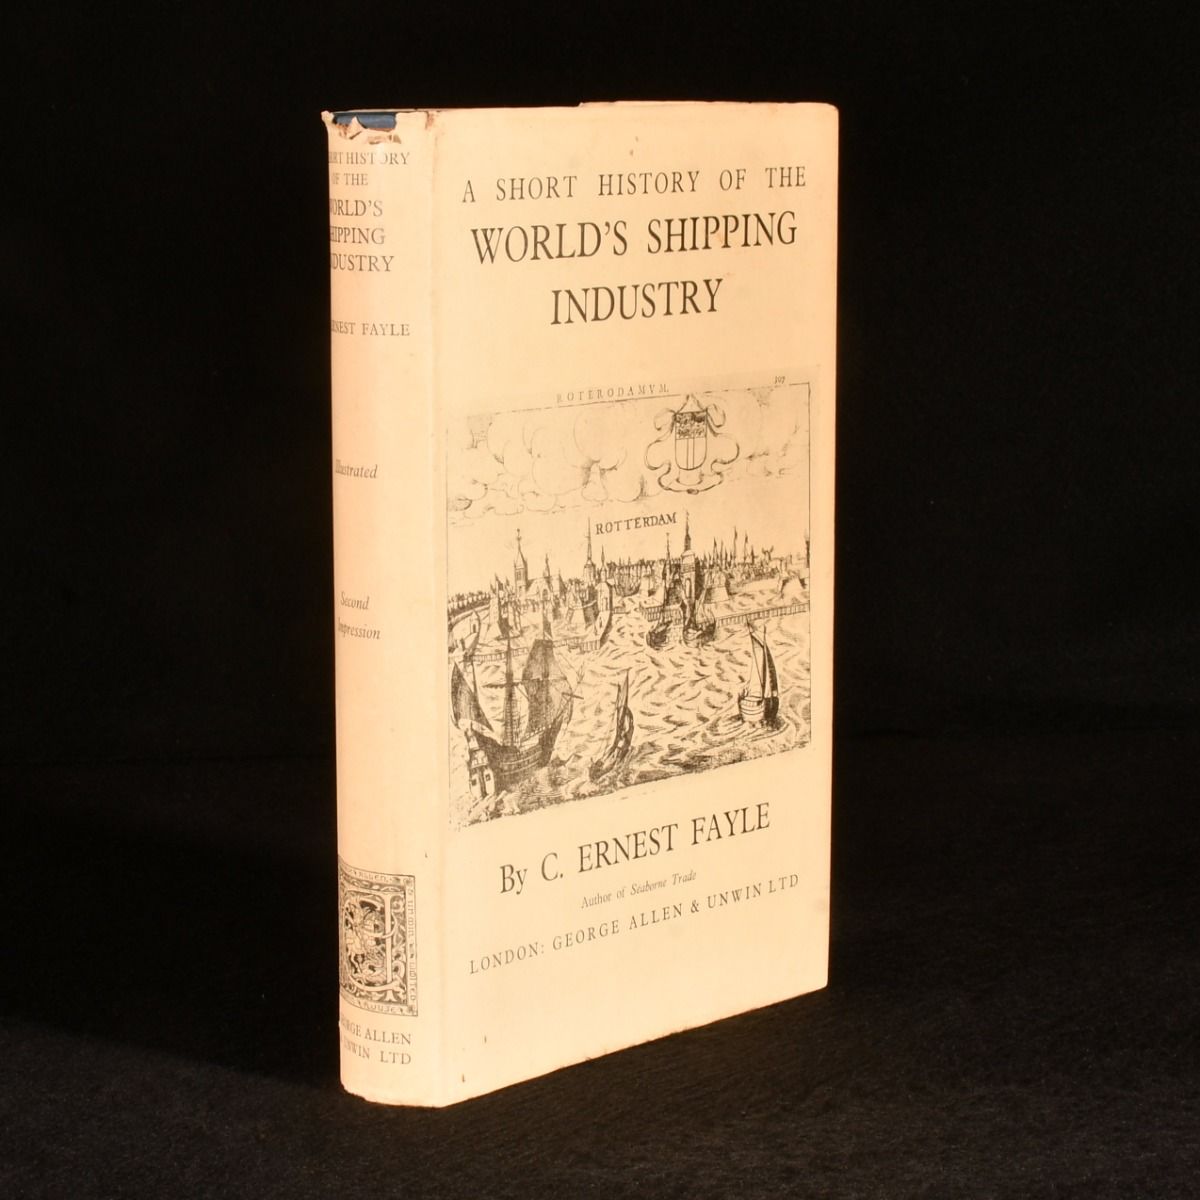 HISTORY
OF THE
WORLD'S
SHIPPING
INDUSTRY
ERNEST FAYLE
Illustrated
Second
Impression
GEORGE ALLEN
UNWIN LTD
A SHORT HISTORY OF THE
WORLD'S SHIPPING
INDUSTRY
ROTERODAMVM.
107
ROTTERDAM
By C. ERNEST FAYLE
Author of Seaborne Trade
LONDON: GEORGE ALLEN & UNWIN LTD